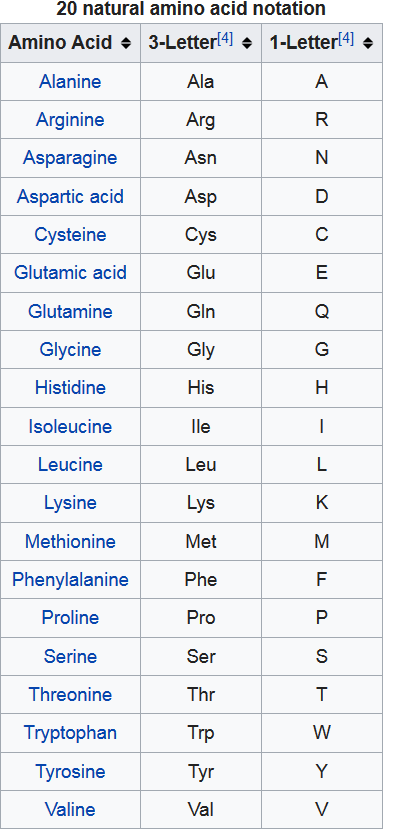 20 natural amino acid notation
Amino Acid 3-Letter[4] 1-Letter[4]
Alanine Ala A
Arginine Arg R
Asparagine Asn N
Aspartic acid Asp D
Cysteine Cys C
Glutamic acid Glu E
Glutamine Gln Q
Glycine Gly G
Histidine His H
Isoleucine Ile I
Leucine Leu L
Lysine Lys K
Methionine Met M
Phenylalanine Phe F
Proline Pro P
Serine Ser S
Threonine Thr T
Tryptophan Trp W
Tyrosine Tyr Y
Valine Val V